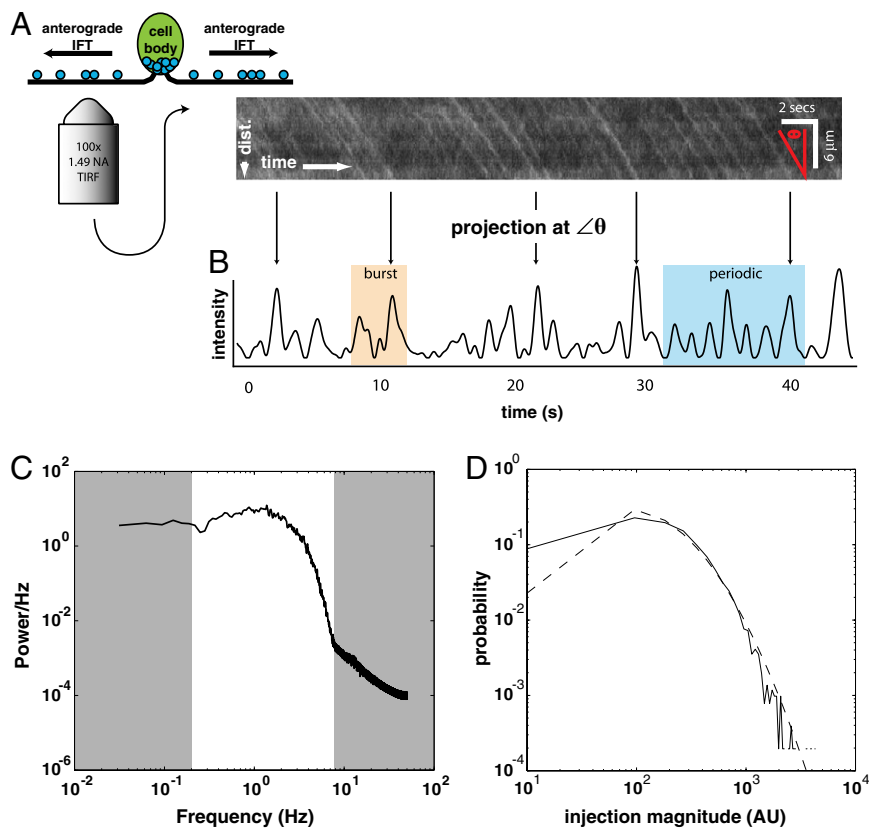 A
anterograde
IFT
cell
body
anterograde
IFT
100x
1.49 NA
TIRF
dist.
time
2 secs
θ
6 μm
projection at ∠θ
B
burst
periodic
intensity
0
10
20
30
40
time (s)
C
10^2
10^0
10^-2
10^-4
10^-6
Power/Hz
10^-2
10^-1
10^0
10^1
10^2
Frequency (Hz)
D
10^0
10^-1
10^-2
10^-3
10^-4
probability
10^1
10^2
10^3
10^4
injection magnitude (AU)